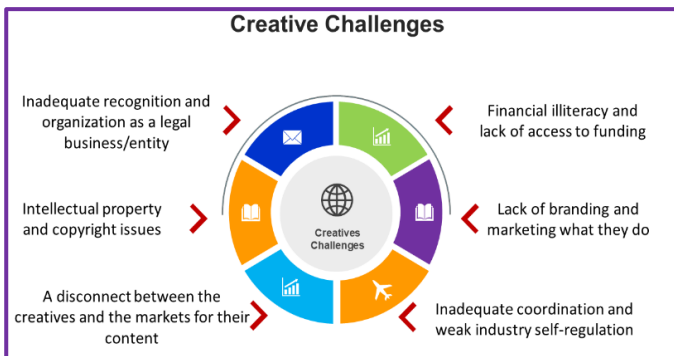 Creative Challenges
Inadequate recognition and
organization as a legal
business/entity
Financial illiteracy and
lack of access to funding
Intellectual property
and copyright issues
Creatives
Challenges
Lack of branding and
marketing what they do
A disconnect between the
creatives and the markets for their
content
Inadequate coordination and
weak industry self-regulation